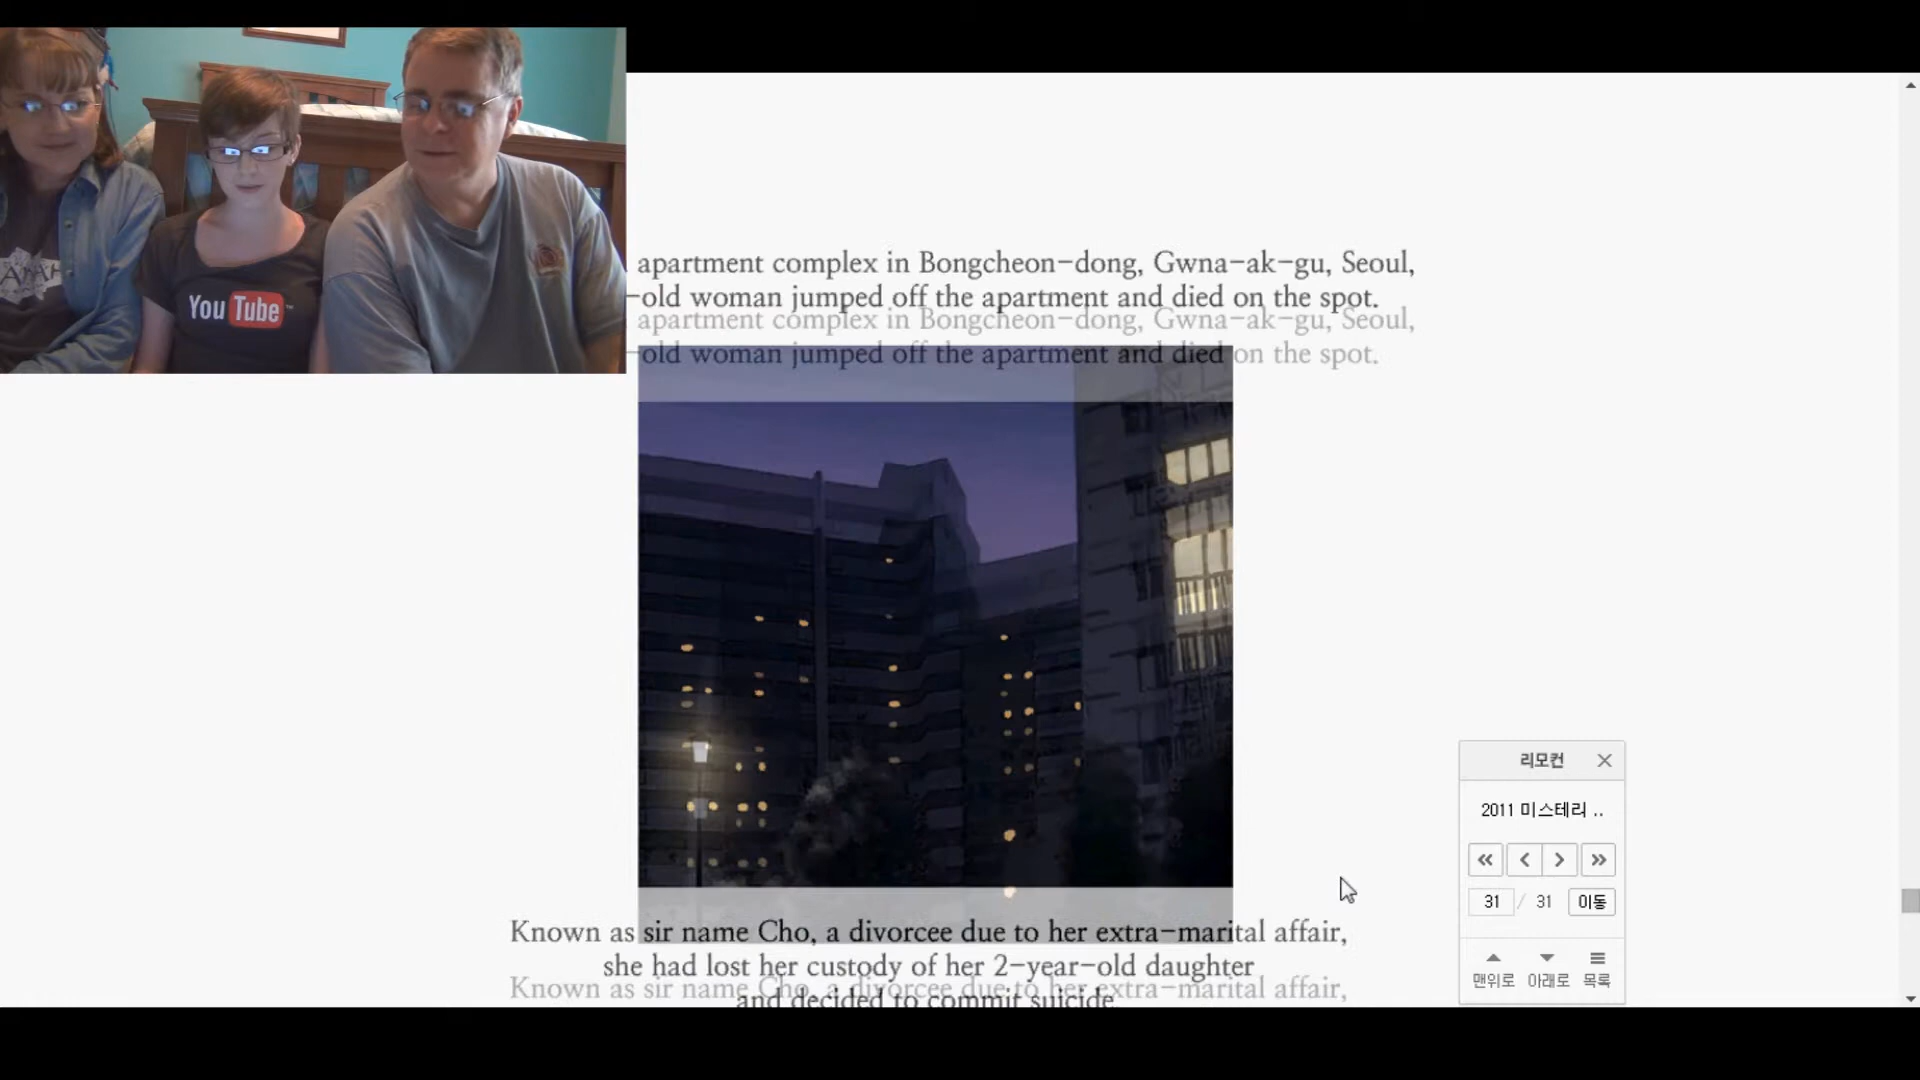 YouTube
apartment complex in Bongcheon-dong, Gwna-ak-gu, Seoul,
-old woman jumped off the apartment and died on the spot.
apartment complex in Bongcheon-dong, Gwna-ak-gu, Seoul,
-old woman jumped off the apartment and died on the spot.
Known as sir name Cho, a divorcee due to her extra-marital affair,
she had lost her custody of her 2-year-old daughter
Known as sir name Cho, a divorcee due to her extra-marital affair,
and decided to commit suicide.
리모컨
2011 미스테리 ..
31 / 31 이동
맨위로 아래로 목록